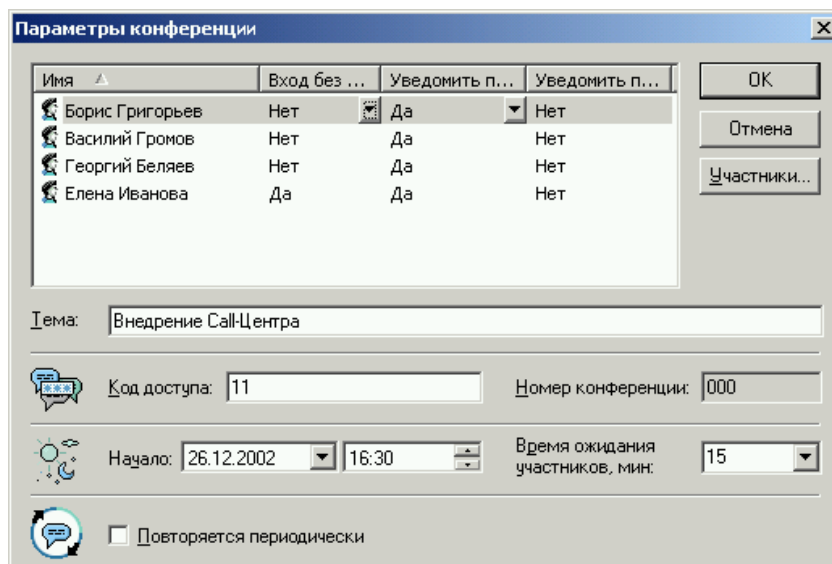 Параметры конференции
Имя Вход без ... Уведомить п... Уведомить п...
Борис Григорьев Нет Да Нет
Василий Громов Нет Да Нет
Георгий Беляев Нет Да Нет
Елена Иванова Да Да Нет
OK
Отмена
Участники...
Тема: Внедрение Call-Центра
Код доступа: 11 Номер конференции: 000
Начало: 26.12.2002 16:30 Время ожидания
участников, мин: 15
Повторяется периодически